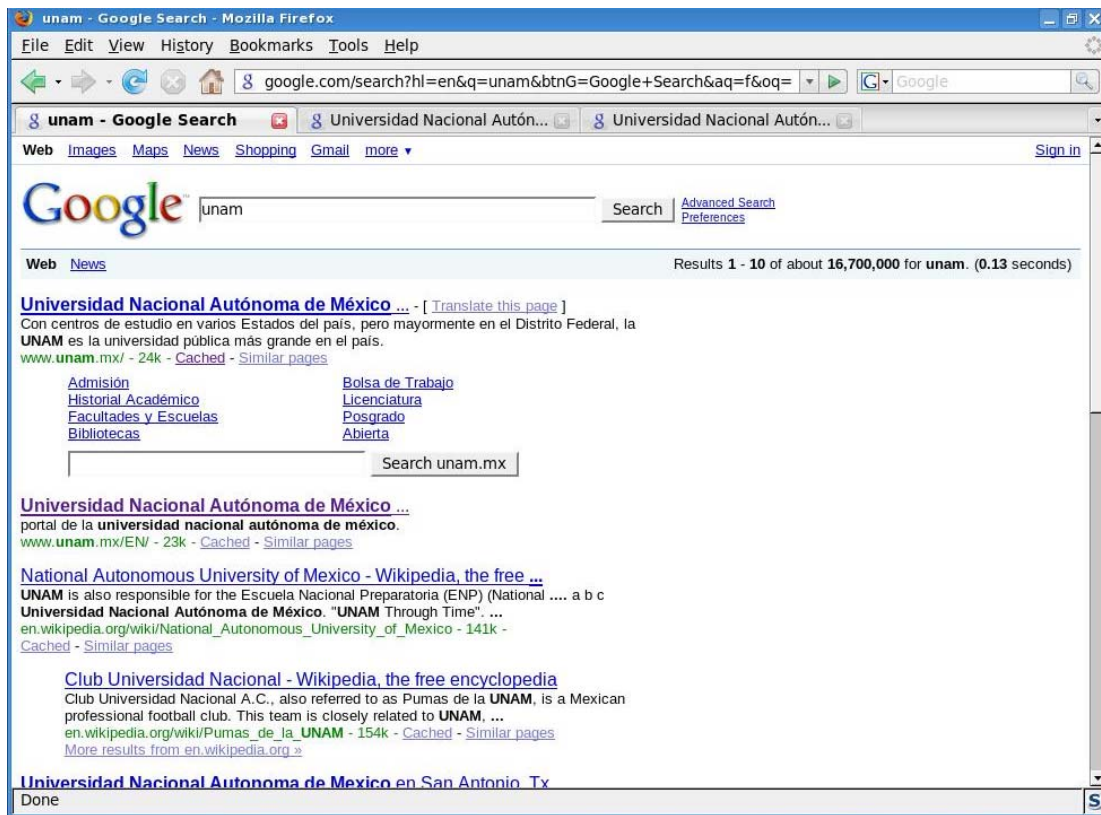 unam - Google Search - Mozilla Firefox
File Edit View History Bookmarks Tools Help
google.com/search?hl=en&q=unam&btnG=Google+Search&aq=f&oq= G Google
unam - Google Search Universidad Nacional Autón... Universidad Nacional Autón...
Web Images Maps News Shopping Gmail more ▼ Sign in
Google™ unam Search Advanced Search
Preferences
Web News Results 1 - 10 of about 16,700,000 for unam. (0.13 seconds)
Universidad Nacional Autónoma de México ... - [ Translate this page ]
Con centros de estudio en varios Estados del país, pero mayormente en el Distrito Federal, la
UNAM es la universidad pública más grande en el país.
www.unam.mx/ - 24k - Cached - Similar pages
Admisión Bolsa de Trabajo
Historial Académico Licenciatura
Facultades y Escuelas Posgrado
Bibliotecas Abierta
Search unam.mx
Universidad Nacional Autónoma de México ...
portal de la universidad nacional autónoma de méxico.
www.unam.mx/EN/ - 23k - Cached - Similar pages
National Autonomous University of Mexico - Wikipedia, the free ...
UNAM is also responsible for the Escuela Nacional Preparatoria (ENP) (National .... a b c
Universidad Nacional Autónoma de México. "UNAM Through Time". ...
en.wikipedia.org/wiki/National_Autonomous_University_of_Mexico - 141k -
Cached - Similar pages
Club Universidad Nacional - Wikipedia, the free encyclopedia
Club Universidad Nacional A.C., also referred to as Pumas de la UNAM, is a Mexican
professional football club. This team is closely related to UNAM, ...
en.wikipedia.org/wiki/Pumas_de_la_UNAM - 154k - Cached - Similar pages
More results from en.wikipedia.org »
Universidad Nacional Autonoma de Mexico en San Antonio, Tx
Done S